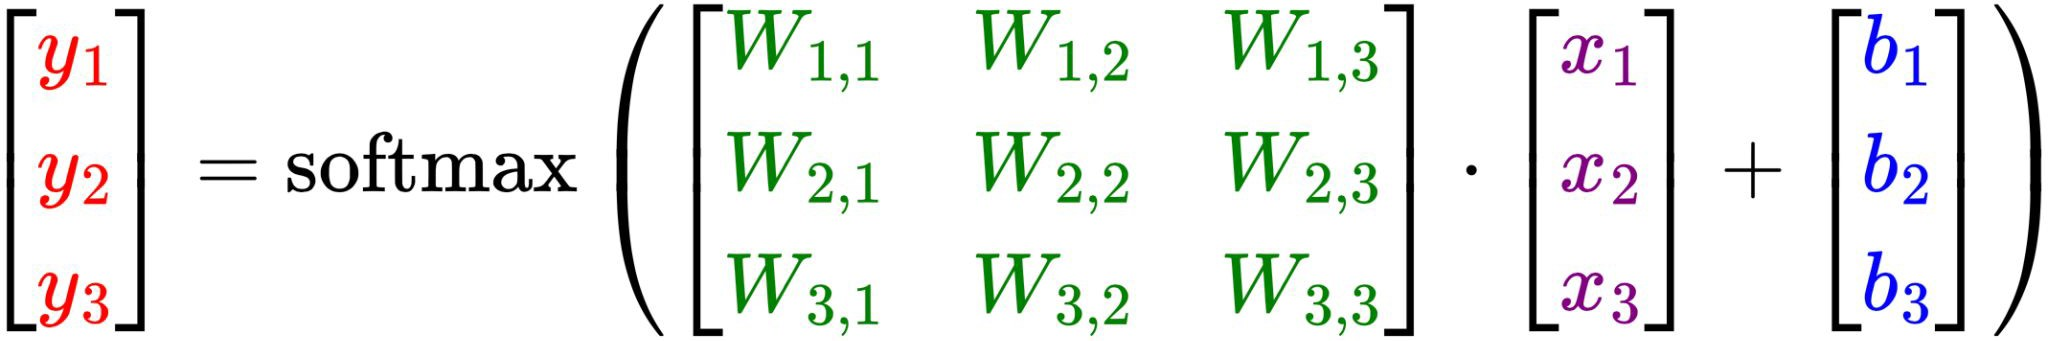 [y₁ y₂ y₃] = softmax ( [W₁,₁ W₁,₂ W₁,₃ W₂,₁ W₂,₂ W₂,₃ W₃,₁ W₃,₂ W₃,₃] · [x₁ x₂ x₃] + [b₁ b₂ b₃] )